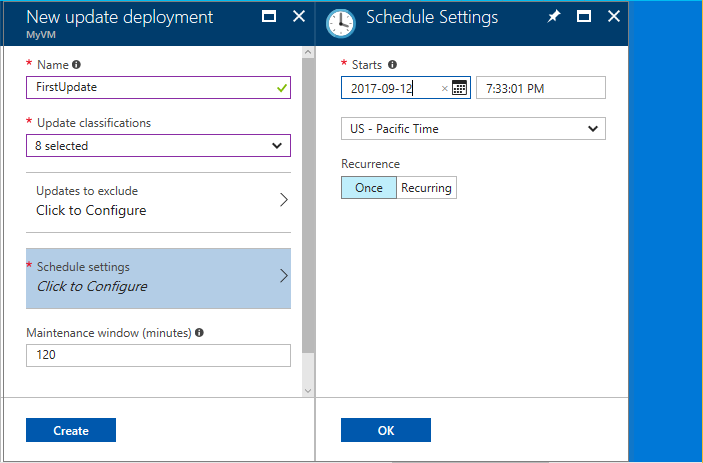 New update deployment
MyVM
* Name
FirstUpdate
* Update classifications
8 selected
Updates to exclude
Click to Configure
* Schedule settings
Click to Configure
Maintenance window (minutes)
120
Create
Schedule Settings
* Starts
2017-09-12
7:33:01 PM
US - Pacific Time
Recurrence
Once
Recurring
OK